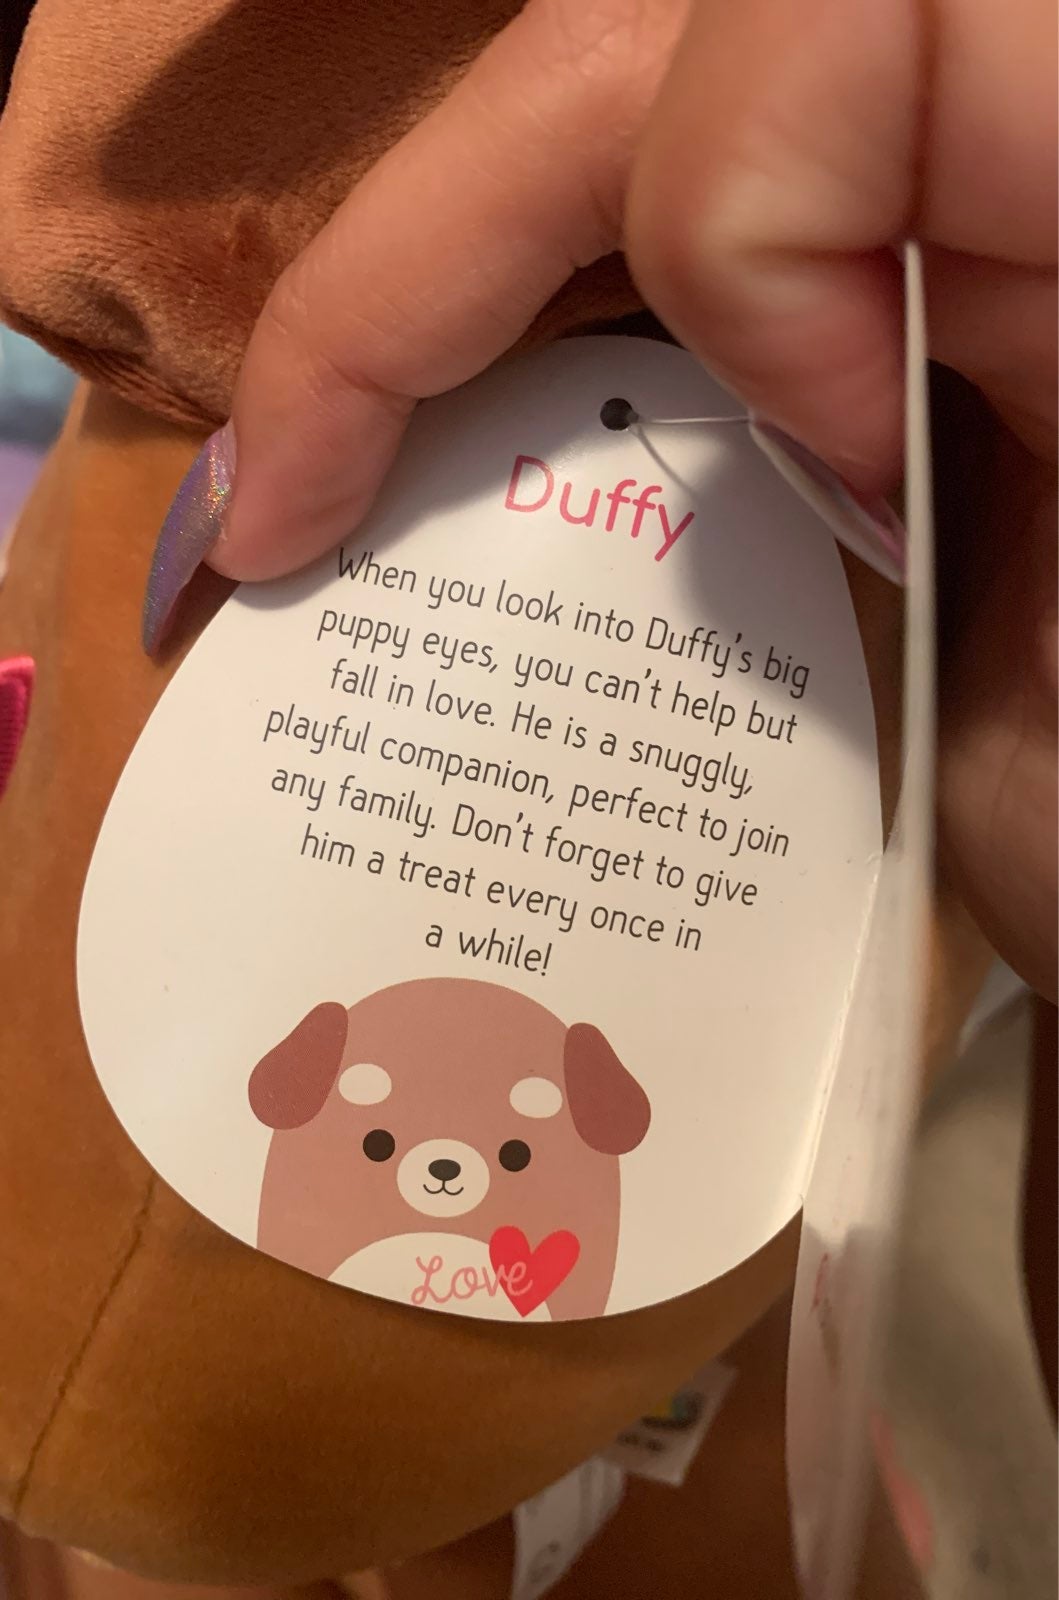 Duffy
When you look into Duffy's big
puppy eyes, you can't help but
fall in love. He is a snuggly,
playful companion, perfect to join
any family. Don't forget to give
him a treat every once in
a while!
Love